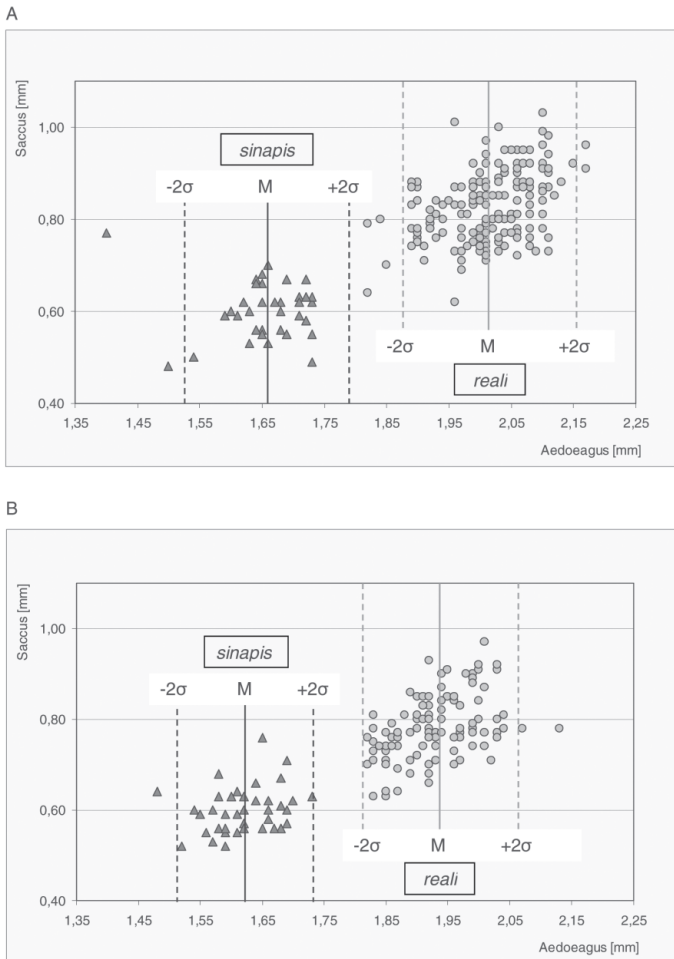 A
Saccus [mm]
1,00
sinapis
-2σ M +2σ
0,80
0,60
-2σ M +2σ
reali
0,40
1,35 1,45 1,55 1,65 1,75 1,85 1,95 2,05 2,15 2,25
Aedoeagus [mm]
B
Saccus [mm]
1,00
sinapis
-2σ M +2σ
0,80
0,60
-2σ M +2σ
reali
0,40
1,35 1,45 1,55 1,65 1,75 1,85 1,95 2,05 2,15 2,25
Aedoeagus [mm]